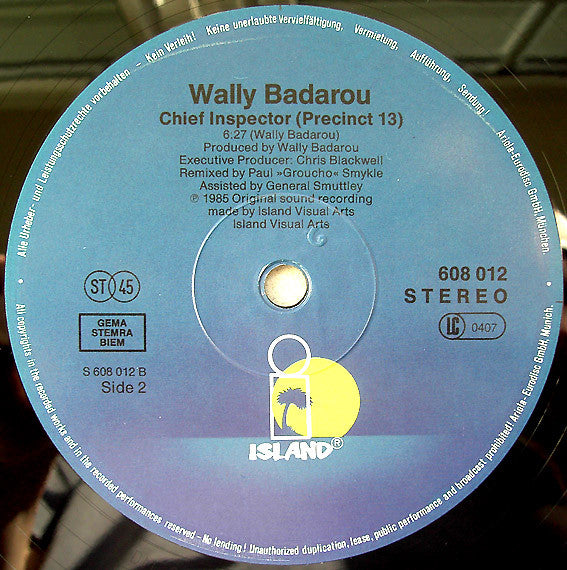 Alle Urheber- und Leistungsschutzrechte vorbehalten - Kein Verleih! Keine unerlaubte Vervielfältigung, Vermietung, Aufführung, Sendung! Ariola-Eurodisc GmbH, München.
Wally Badarou
Chief Inspector (Precinct 13)
6:27 (Wally Badarou)
Produced by Wally Badarou
Executive Producer: Chris Blackwell
Remixed by Paul »Groucho« Smykle
Assisted by General Smuttley
℗ 1985 Original sound recording
made by Island Visual Arts
Island Visual Arts
ST 45
608 012
STEREO
GEMA
STEMRA
BIEM
LC 0407
S 608 012 B
Side 2
ISLAND®
All copyrights in the recorded works and in the recorded performances reserved - No lending! Unauthorized duplication, lease, public performance and broadcast prohibited! Ariola-Eurodisc GmbH, Munich.